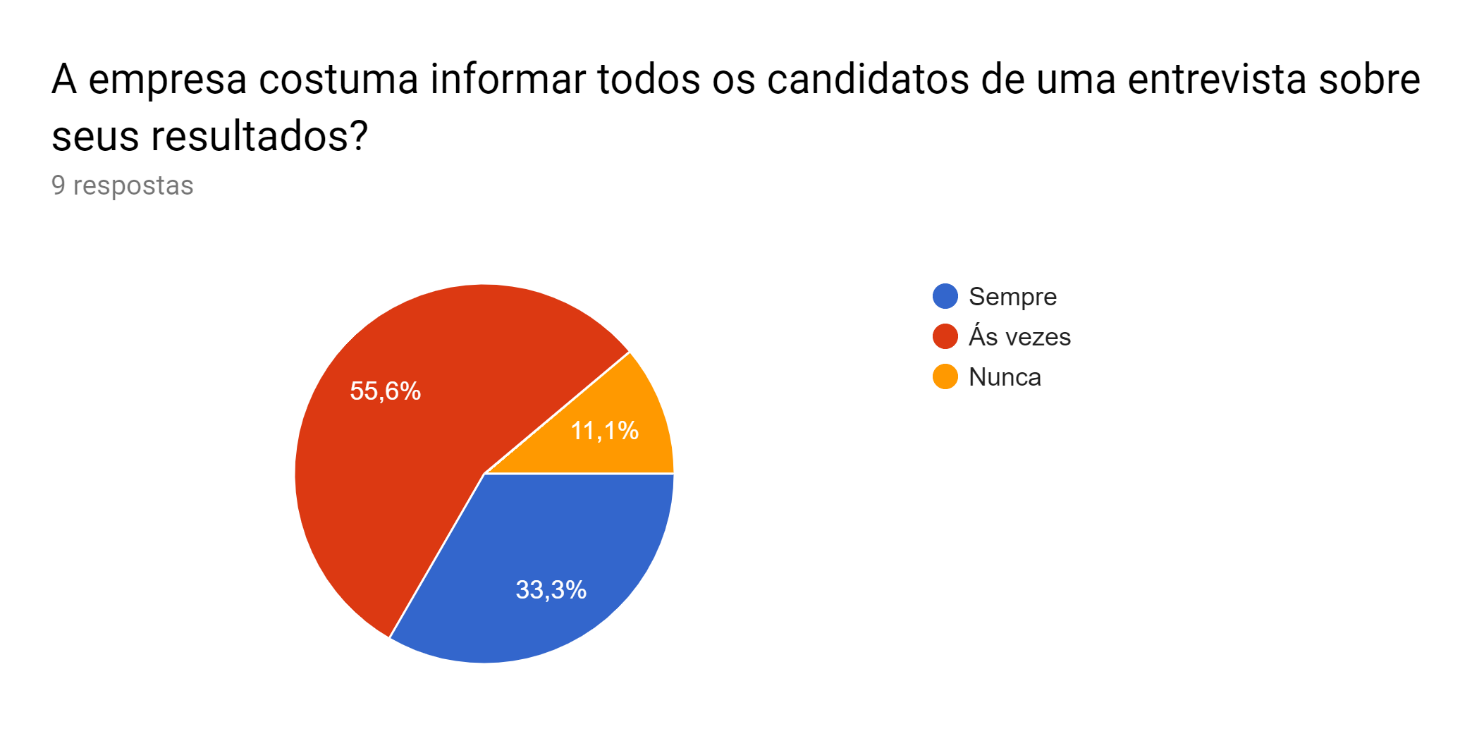 A empresa costuma informar todos os candidatos de uma entrevista sobre
seus resultados?
9 respostas
Sempre
Ás vezes
Nunca
55,6%
11,1%
33,3%